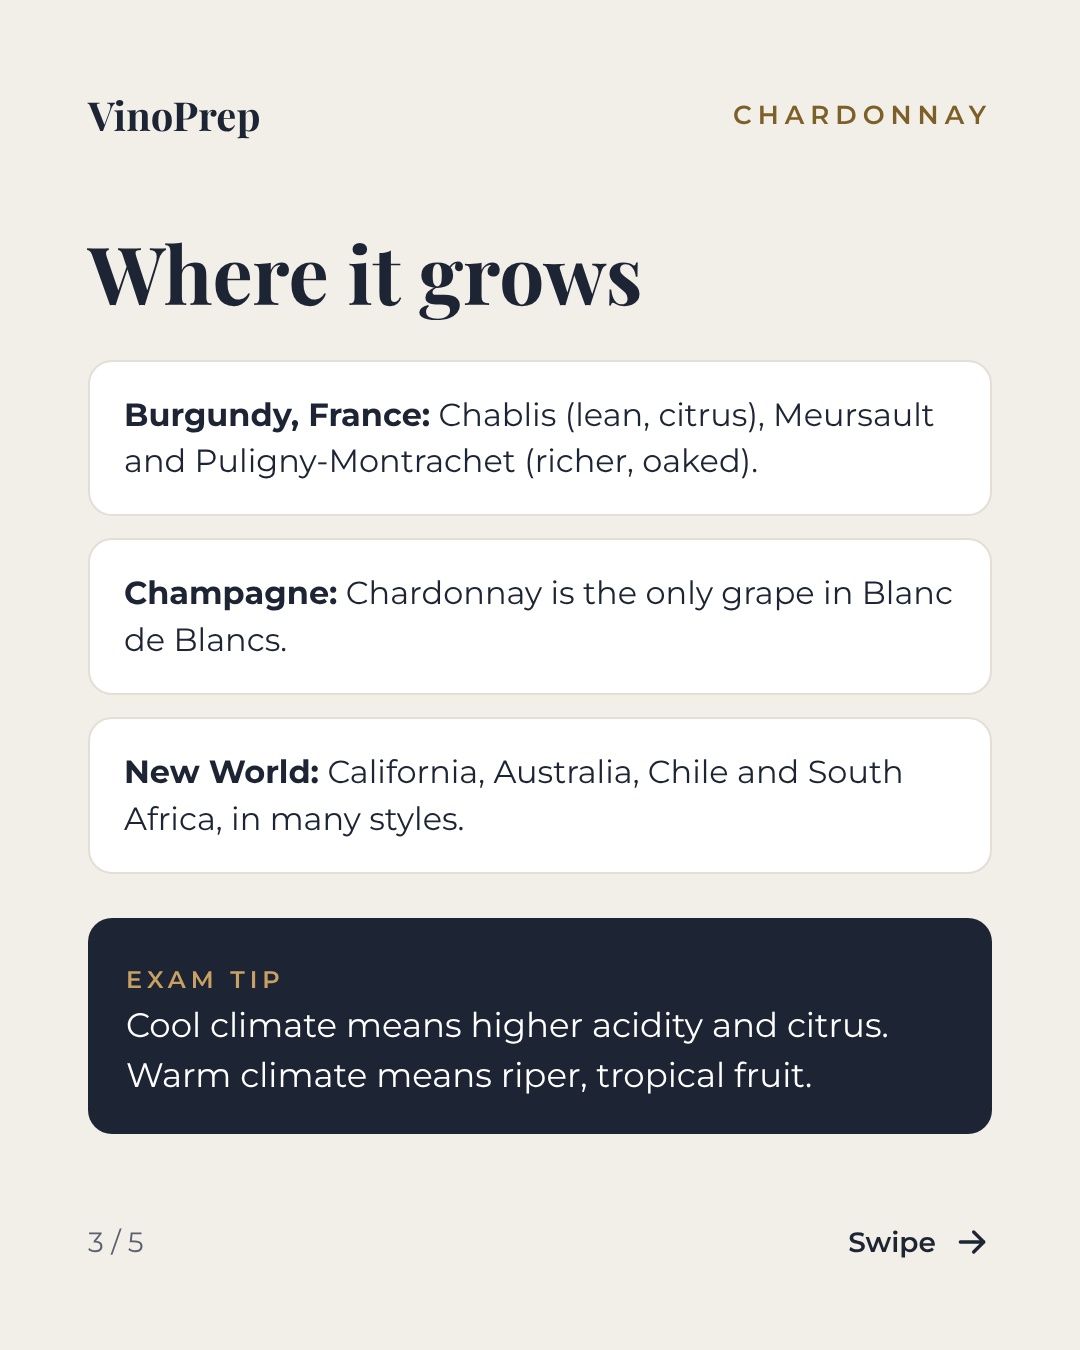 VinoPrep
CHARDONNAY
Where it grows
Burgundy, France: Chablis (lean, citrus), Meursault
and Puligny-Montrachet (richer, oaked).
Champagne: Chardonnay is the only grape in Blanc
de Blancs.
New World: California, Australia, Chile and South
Africa, in many styles.
EXAM TIP
Cool climate means higher acidity and citrus.
Warm climate means riper, tropical fruit.
3 / 5
Swipe →